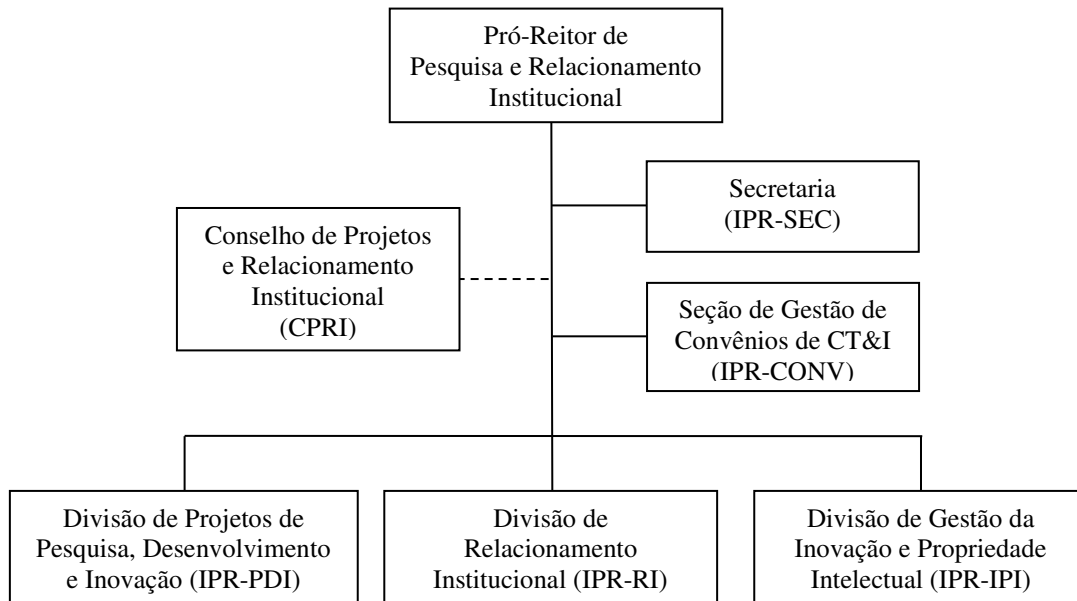 Pró-Reitor de
Pesquisa e Relacionamento
Institucional
Secretaria
(IPR-SEC)
Conselho de Projetos
e Relacionamento
Institucional
(CPRI)
Seção de Gestão de
Convênios de CT&I
(IPR-CONV)
Divisão de Projetos de
Pesquisa, Desenvolvimento
e Inovação (IPR-PDI)
Divisão de
Relacionamento
Institucional (IPR-RI)
Divisão de Gestão da
Inovação e Propriedade
Intelectual (IPR-IPI)